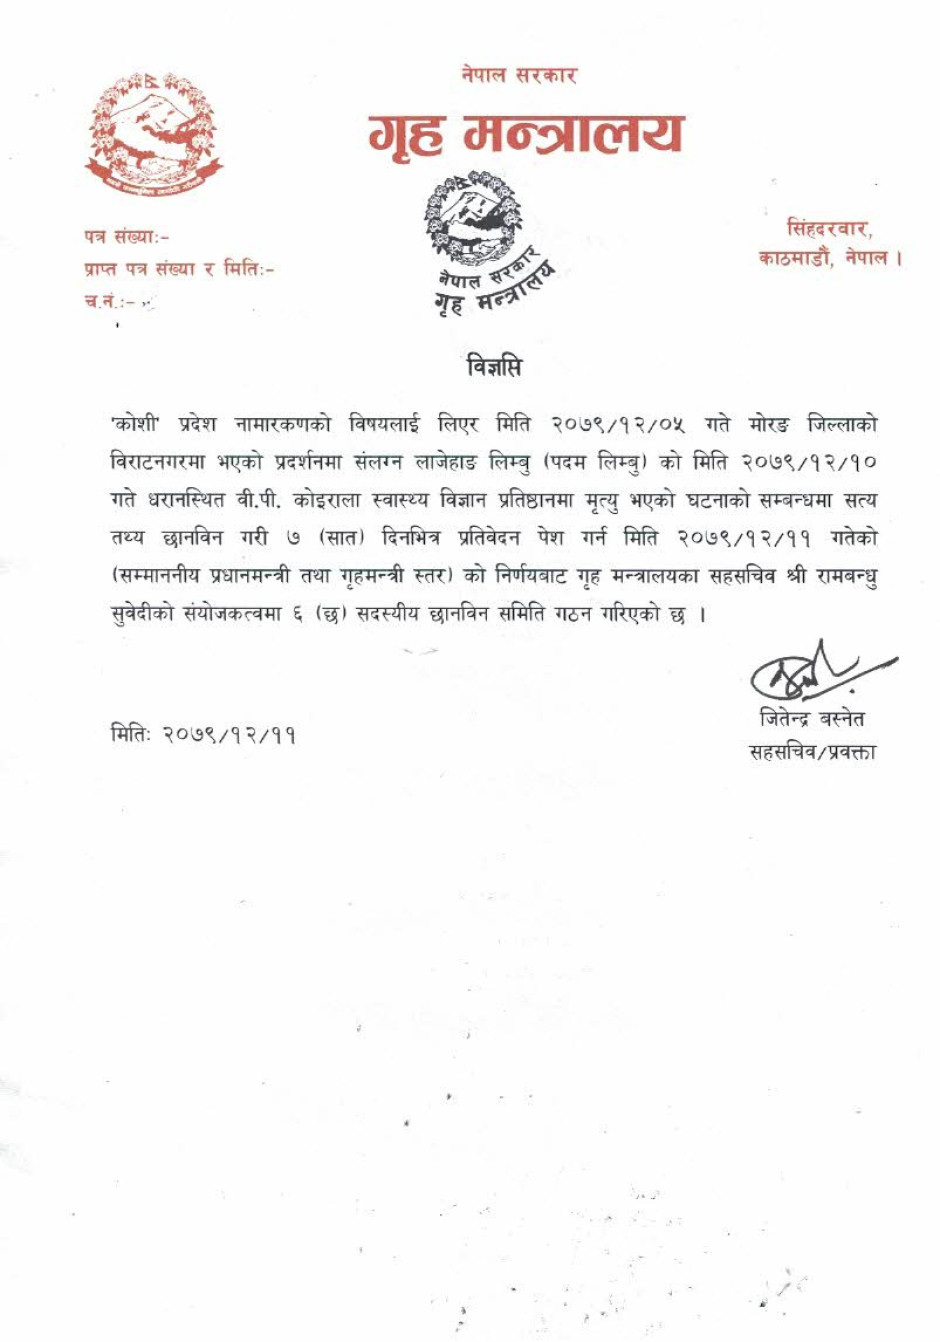 नेपाल सरकार
गृह मन्त्रालय
नेपाल सरकार
गृह मन्त्रालय
सिंहदरवार,
काठमाडौं, नेपाल ।
पत्र संख्या:-
प्राप्त पत्र संख्या र मिति:-
च.नं.:-
विज्ञप्ति
'कोशी' प्रदेश नामारकणको विषयलाई लिएर मिति २०७९/१२/०५ गते मोरङ जिल्लाको
विराटनगरमा भएको प्रदर्शनमा संलग्न लाजेहाङ लिम्बु (पदम लिम्बु) को मिति २०७९/१२/१०
गते धरानस्थित वी.पी. कोइराला स्वास्थ्य विज्ञान प्रतिष्ठानमा मृत्यु भएको घटनाको सम्बन्धमा सत्य
तथ्य छानविन गरी ७ (सात) दिनभित्र प्रतिवेदन पेश गर्न मिति २०७९/१२/११ गतेको
(सम्माननीय प्रधानमन्त्री तथा गृहमन्त्री स्तर) को निर्णयबाट गृह मन्त्रालयका सहसचिव श्री रामबन्धु
सुवेदीको संयोजकत्वमा ६ (छ) सदस्यीय छानविन समिति गठन गरिएको छ ।
जितेन्द्र बस्नेत
सहसचिव/प्रवक्ता
मितिः २०७९/१२/११